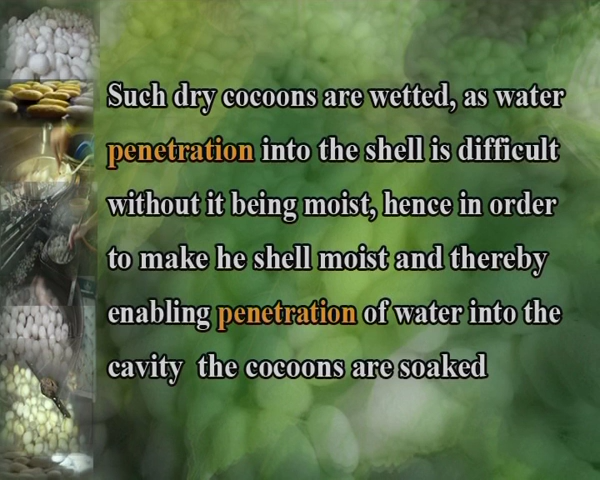 Such dry cocoons are wetted, as water
penetration into the shell is difficult
without it being moist, hence in order
to make he shell moist and thereby
enabling penetration of water into the
cavity  the cocoons are soaked